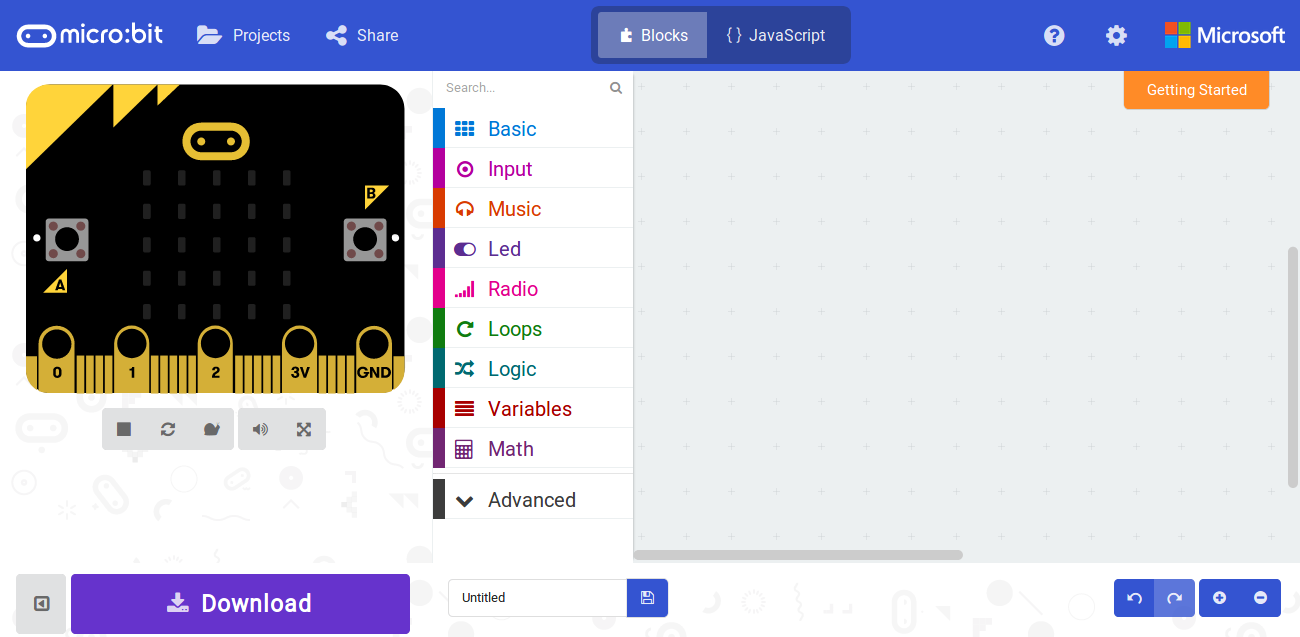 micro:bit
Projects
Share
Blocks
{ } JavaScript
Microsoft
Search...
Getting Started
Basic
Input
Music
Led
Radio
Loops
Logic
Variables
Math
Advanced
B
A
0 1 2 3V GND
Download
Untitled